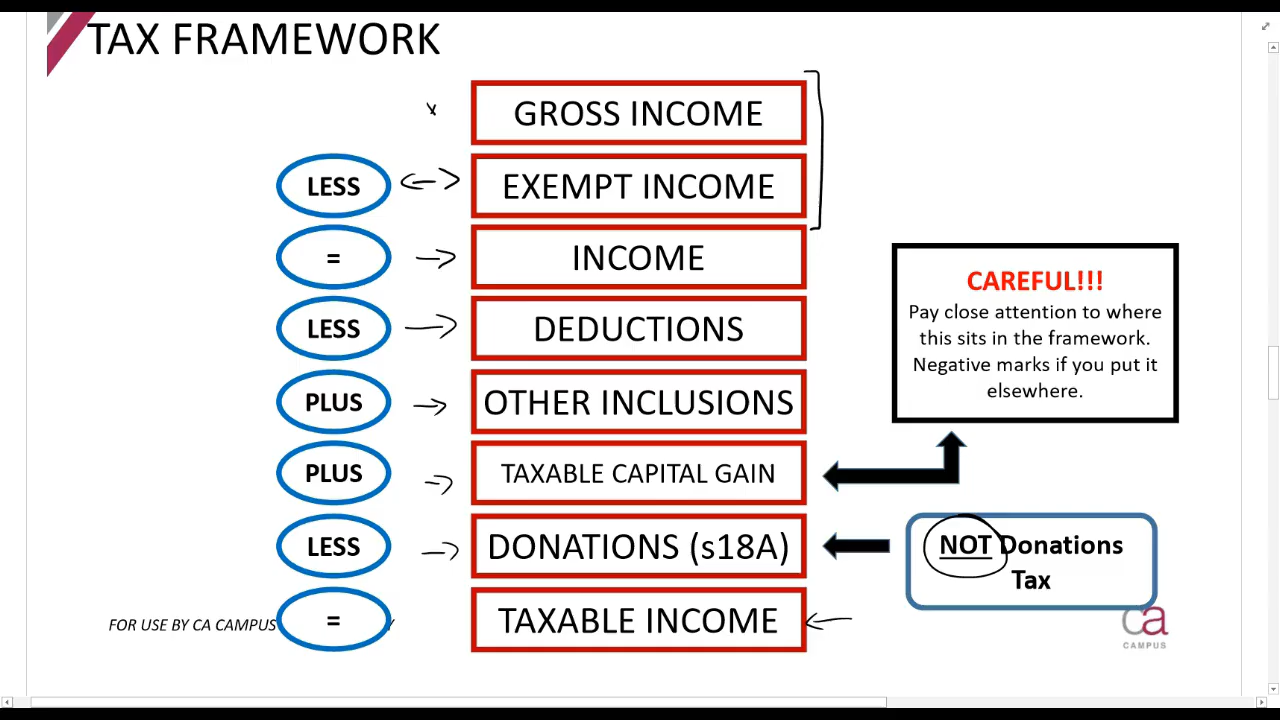 TAX FRAMEWORK
GROSS INCOME
LESS EXEMPT INCOME
= INCOME
LESS DEDUCTIONS
PLUS OTHER INCLUSIONS
PLUS TAXABLE CAPITAL GAIN
LESS DONATIONS (s18A)
= TAXABLE INCOME
CAREFUL!!!
Pay close attention to where
this sits in the framework.
Negative marks if you put it
elsewhere.
NOT Donations
Tax
FOR USE BY CA CAMPUS
ca
CAMPUS